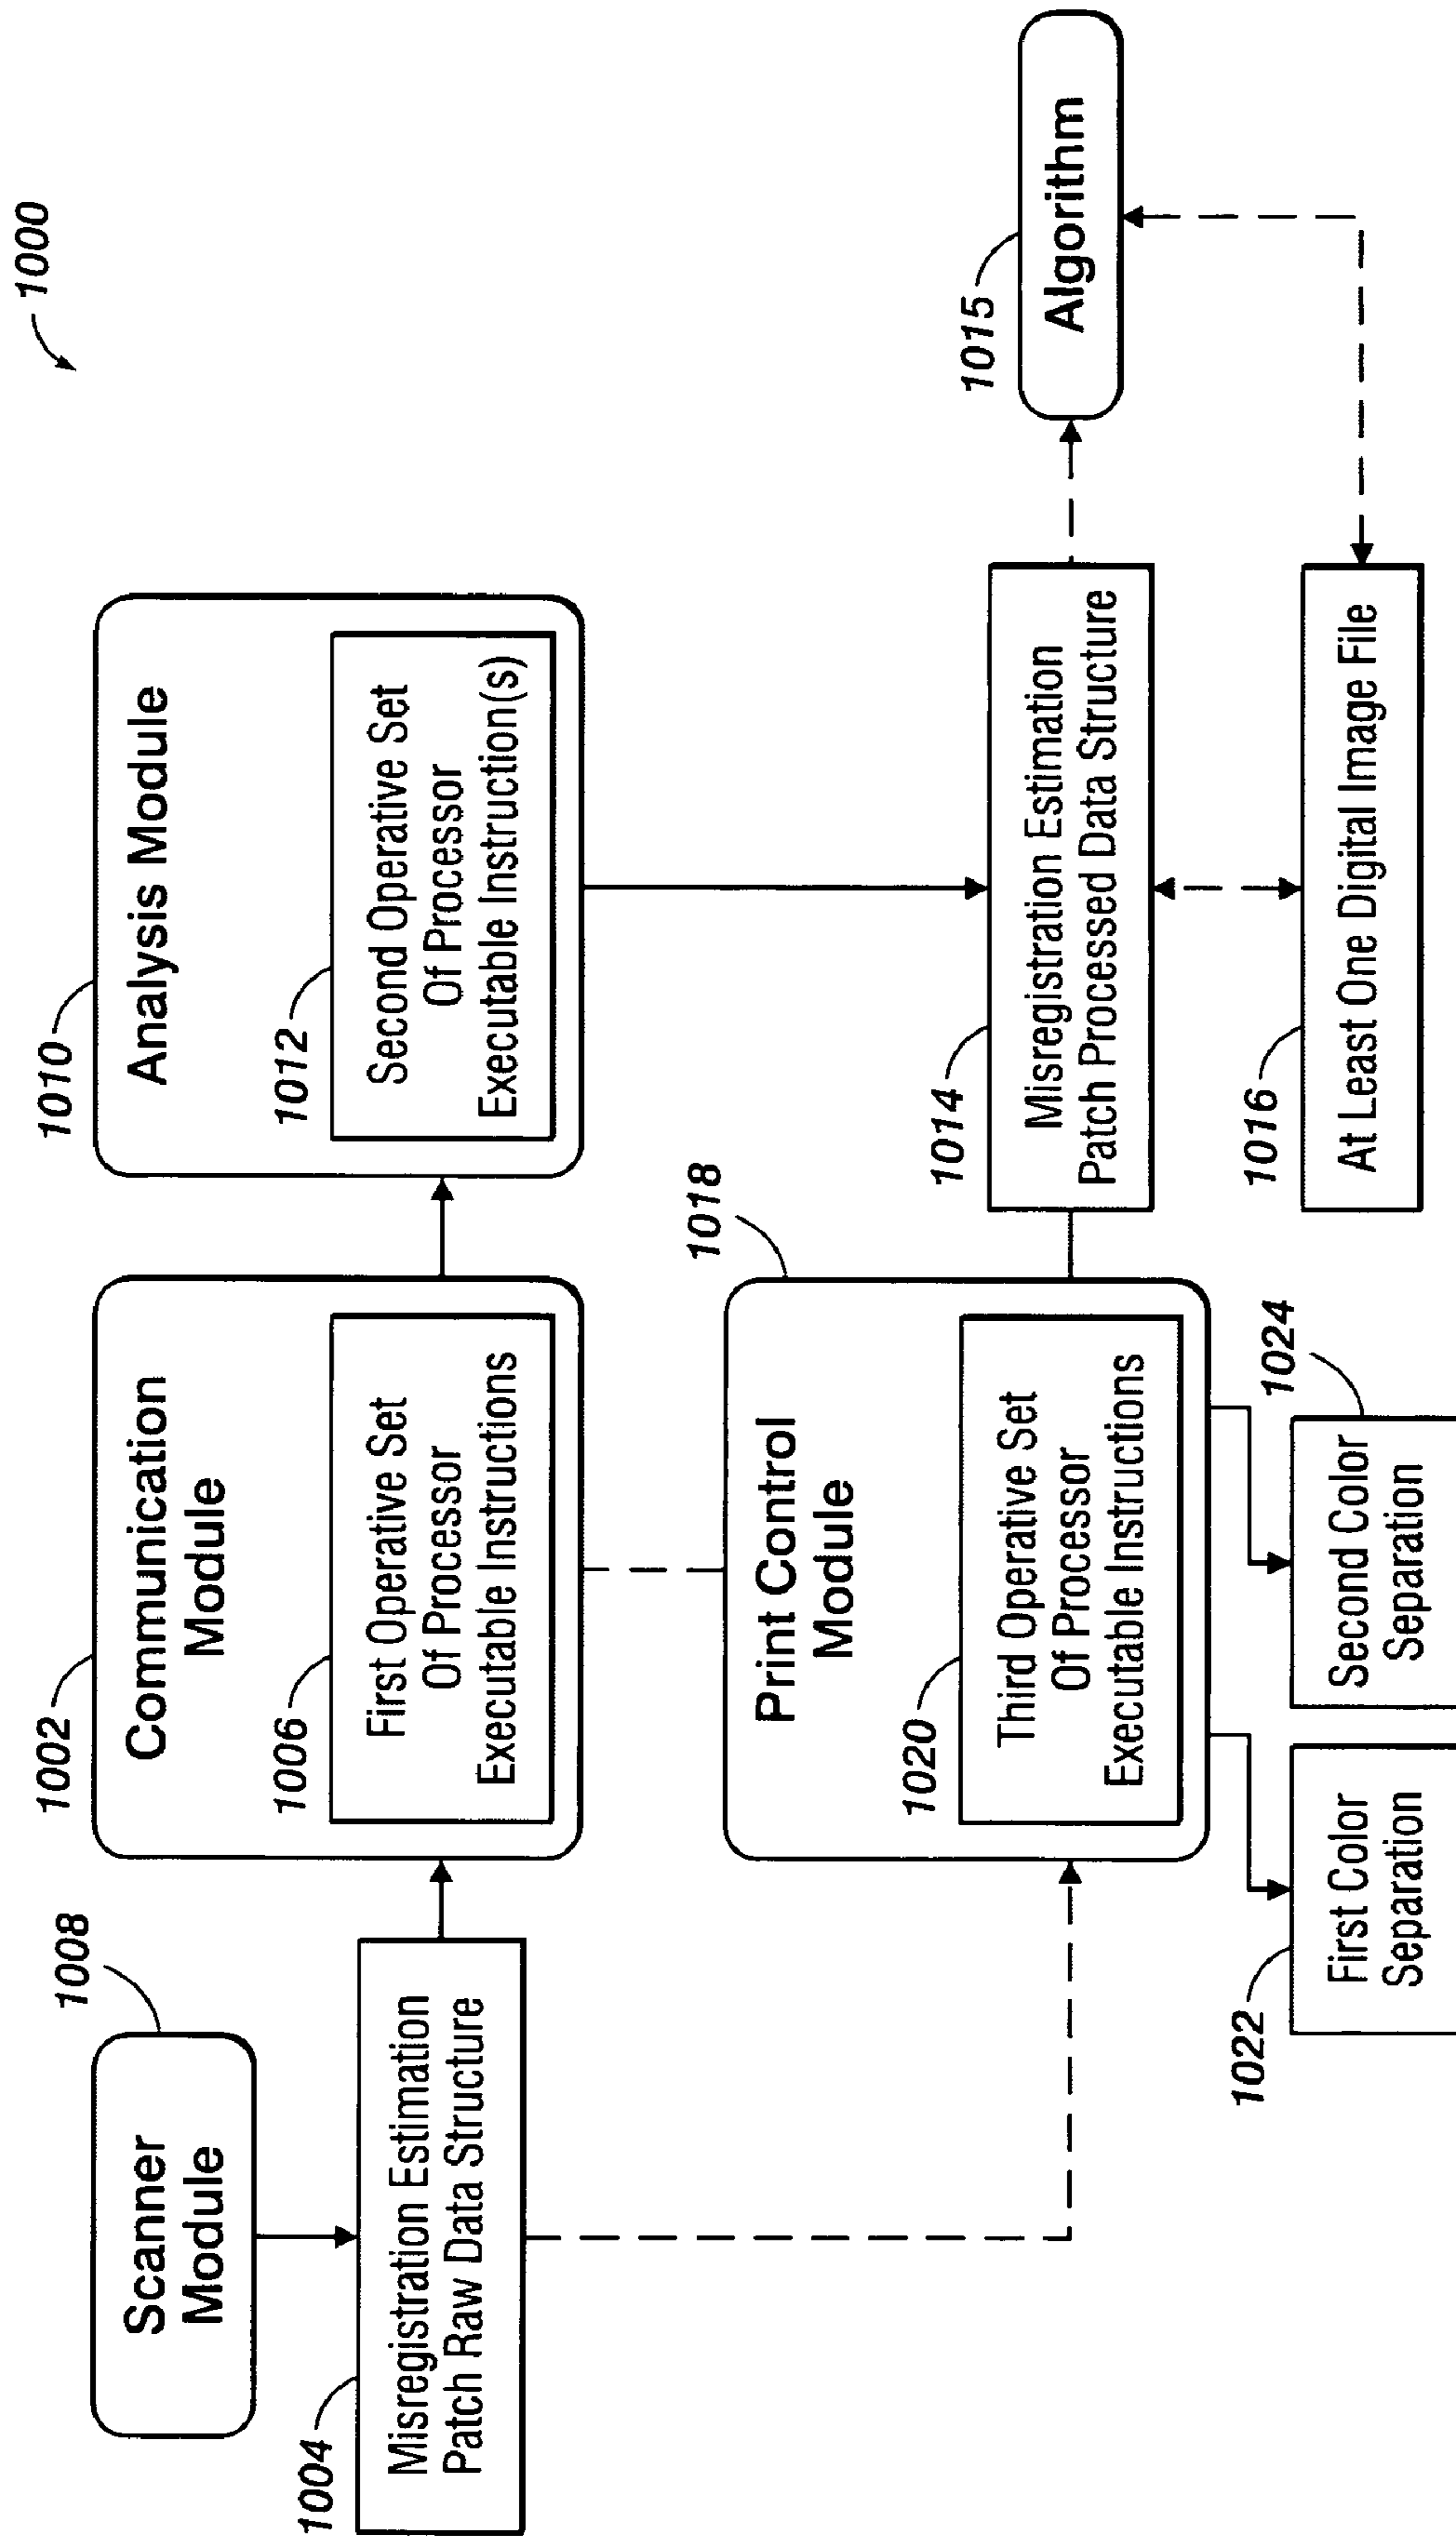 1000
1008
Scanner
Module
1004
Misregistration Estimation
Patch Raw Data Structure
1002
Communication
Module
1006
First Operative Set
Of Processor
Executable Instructions
1010
Analysis Module
1012
Second Operative Set
Of Processor
Executable Instruction(s)
1018
Print Control
Module
1020
Third Operative Set
Of Processor
Executable Instructions
1014
Misregistration Estimation
Patch Processed Data Structure
1015
Algorithm
1016
At Least One Digital Image File
1022
First Color
Separation
1024
Second Color
Separation